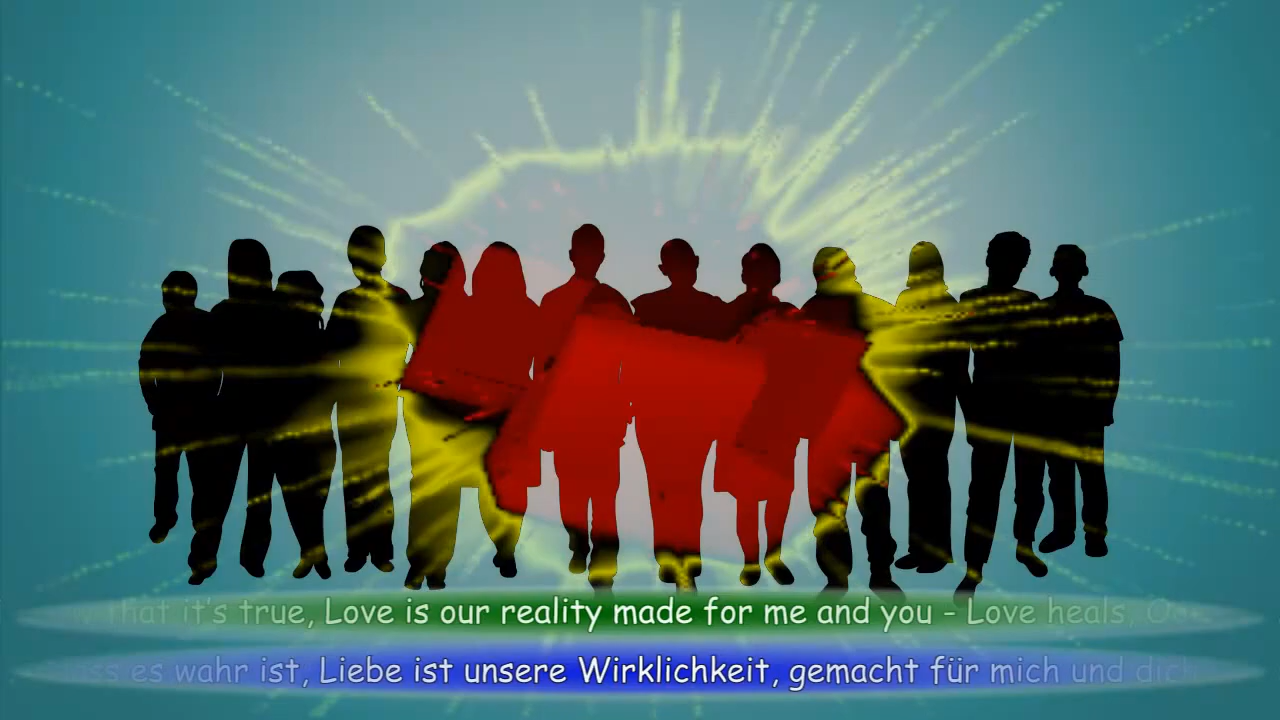 that it's true, Love is our reality made for me and you - Love heals,
es wahr ist, Liebe ist unsere Wirklichkeit, gemacht für mich und dich